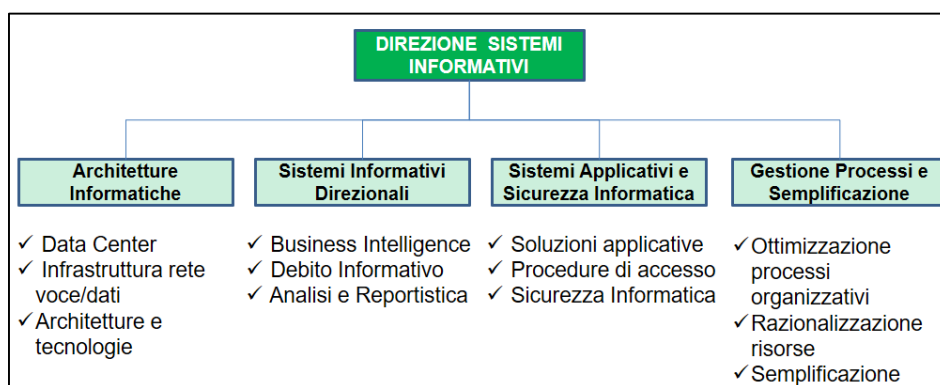 DIREZIONE SISTEMI
INFORMATIVI
Architetture
Informatiche
✓ Data Center
✓ Infrastruttura rete
voce/dati
✓ Architetture e
tecnologie
Sistemi Informativi
Direzionali
✓ Business Intelligence
✓ Debito Informativo
✓ Analisi e Reportistica
Sistemi Applicativi e
Sicurezza Informatica
✓ Soluzioni applicative
✓ Procedure di accesso
✓ Sicurezza Informatica
Gestione Processi e
Semplificazione
✓ Ottimizzazione
processi
organizzativi
✓ Razionalizzazione
risorse
✓ Semplificazione